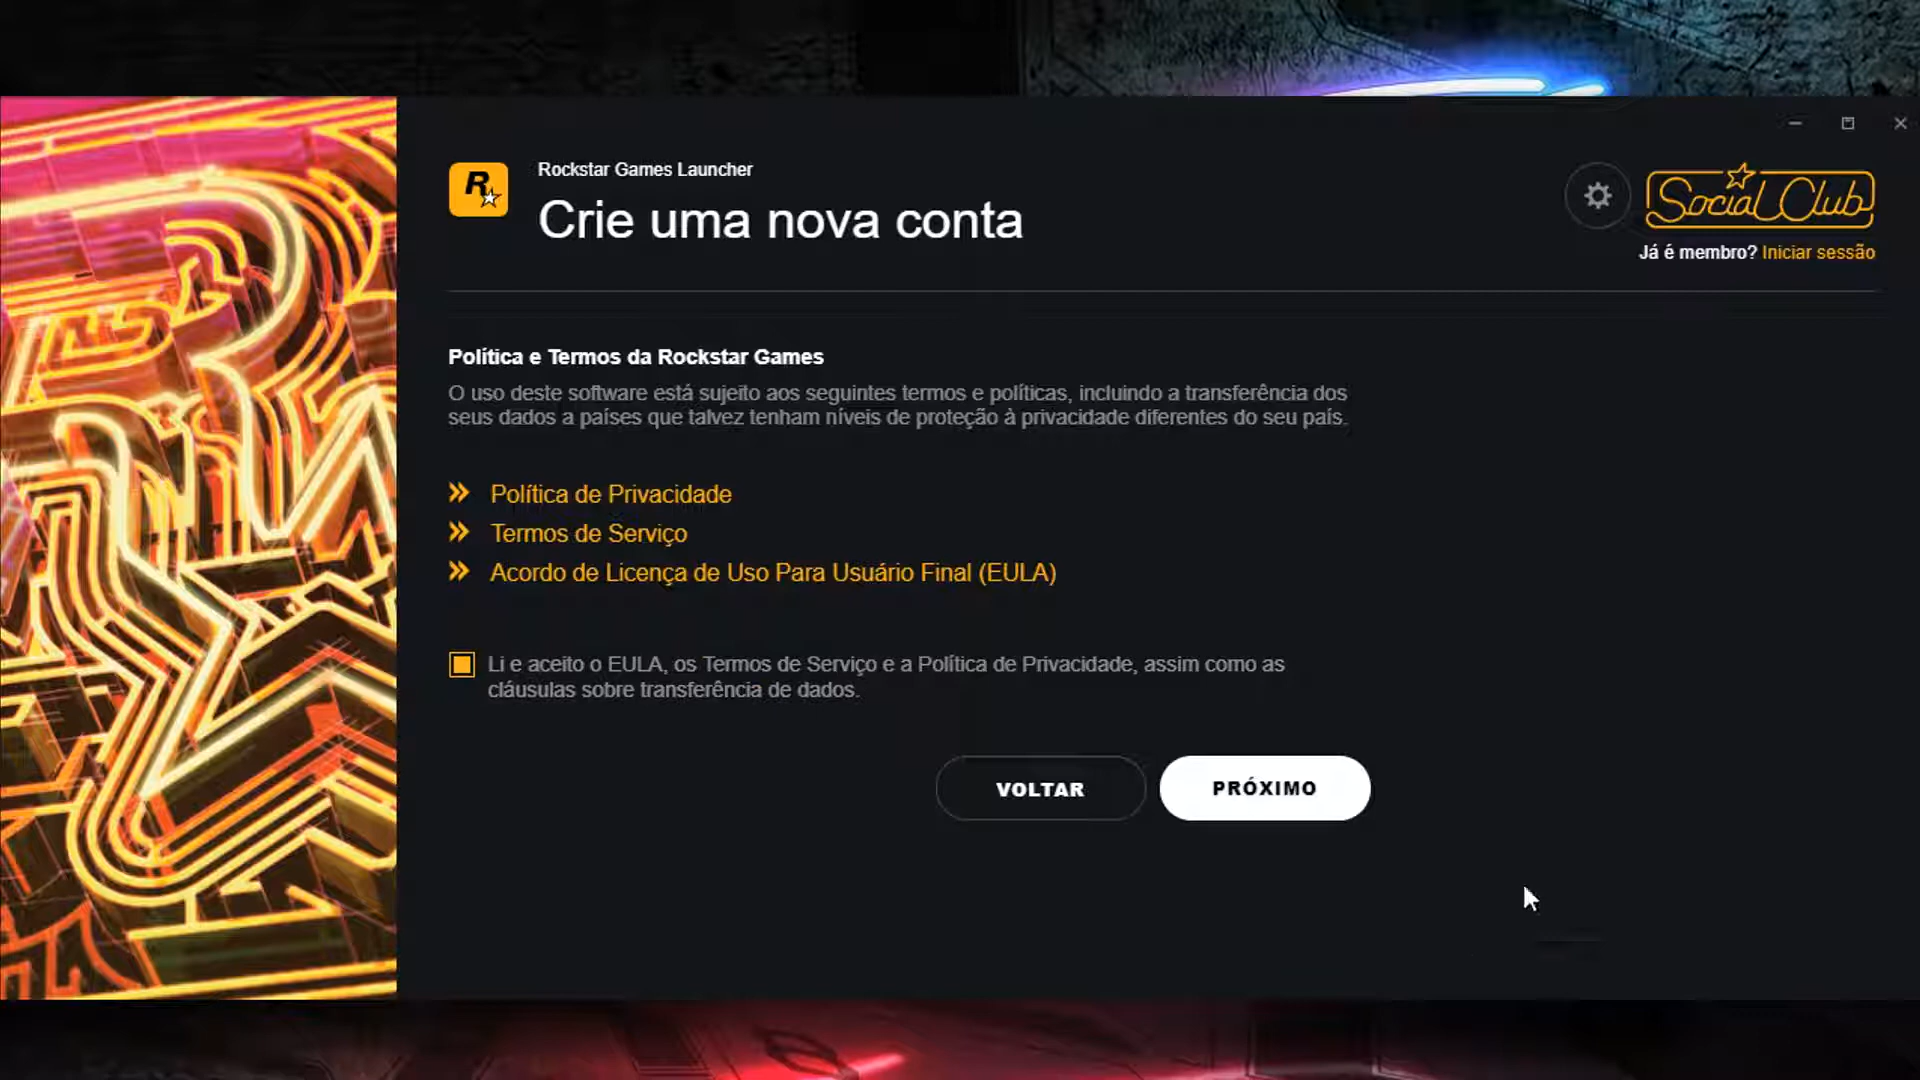 Rockstar Games Launcher
Crie uma nova conta
R
Social Club
Já é membro? Iniciar sessão
Política e Termos da Rockstar Games
O uso deste software está sujeito aos seguintes termos e políticas, incluindo a transferência dos
seus dados a países que talvez tenham níveis de proteção à privacidade diferentes do seu país.
Política de Privacidade
Termos de Serviço
Acordo de Licença de Uso Para Usuário Final (EULA)
Li e aceito o EULA, os Termos de Serviço e a Política de Privacidade, assim como as
cláusulas sobre transferência de dados.
VOLTAR
PRÓXIMO